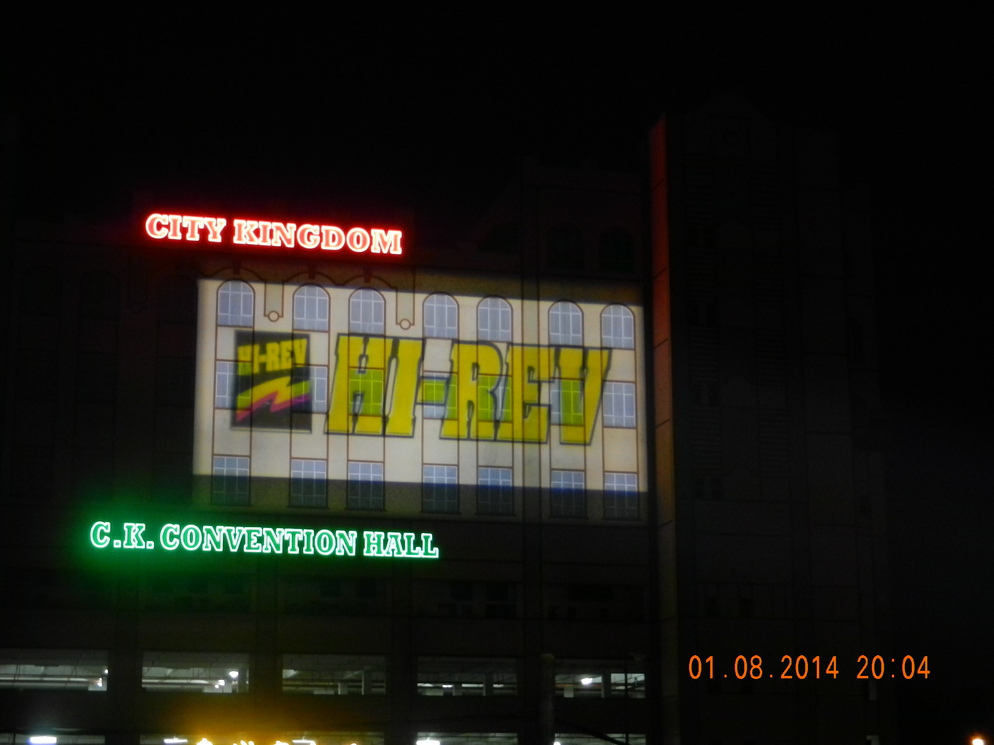 CITY KINGDOM
HI-REV
HI-REV
C.K. CONVENTION HALL
01.08.2014 20:04